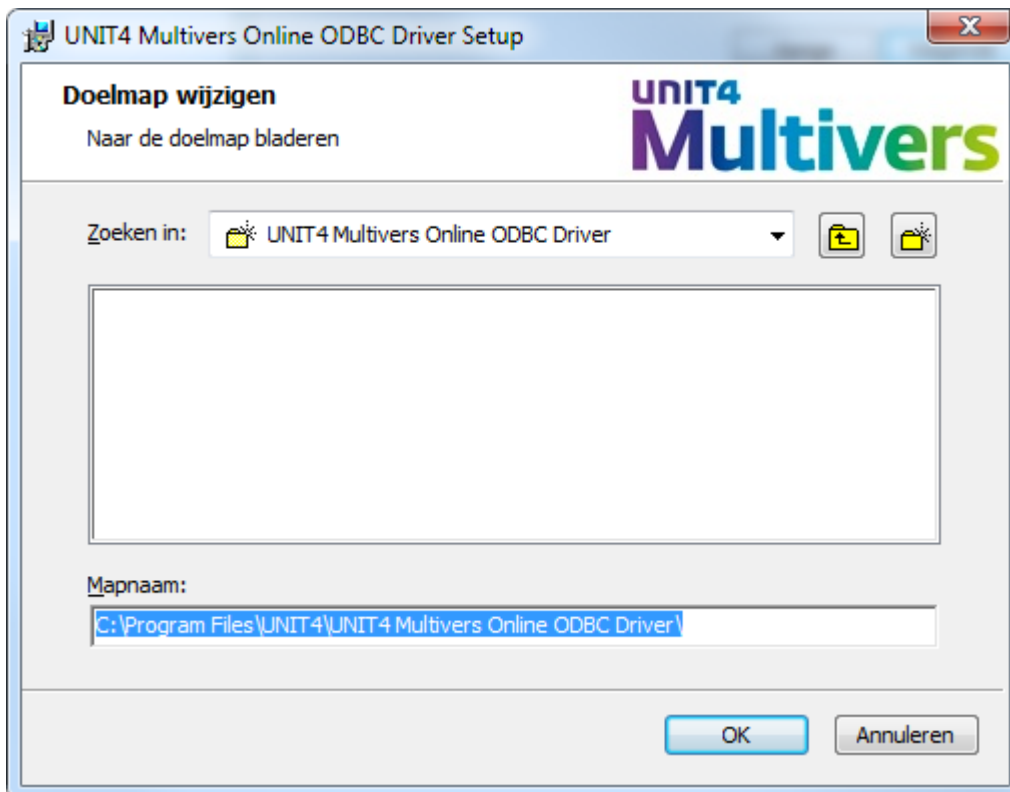 UNIT4 Multivers Online ODBC Driver Setup
Doelmap wijzigen
Naar de doelmap bladeren
UNIT4
Multivers
Zoeken in:
UNIT4 Multivers Online ODBC Driver
Mapnaam:
C:\Program Files\UNIT4\UNIT4 Multivers Online ODBC Driver\
OK
Annuleren